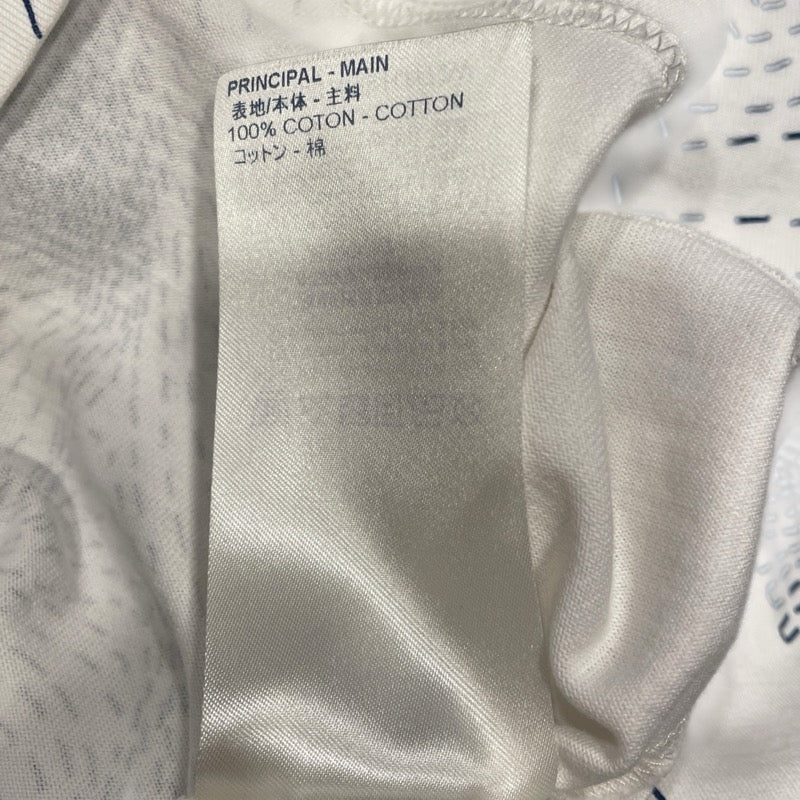 PRINCIPAL - MAIN
表地/本体 - 主料
100% COTON - COTTON
コットン - 棉